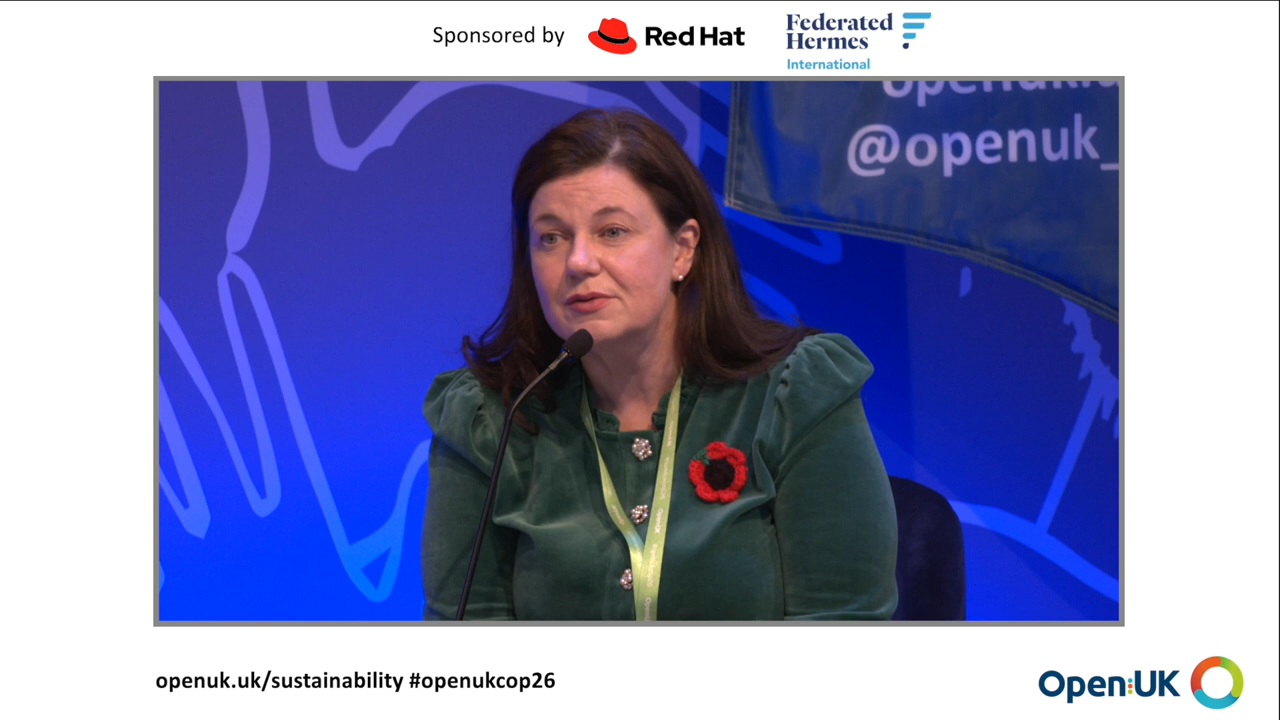 Sponsored by
Red Hat
Federated
Hermes
International
@openuk_
openuk.uk/sustainability #openukcop26
Open:UK